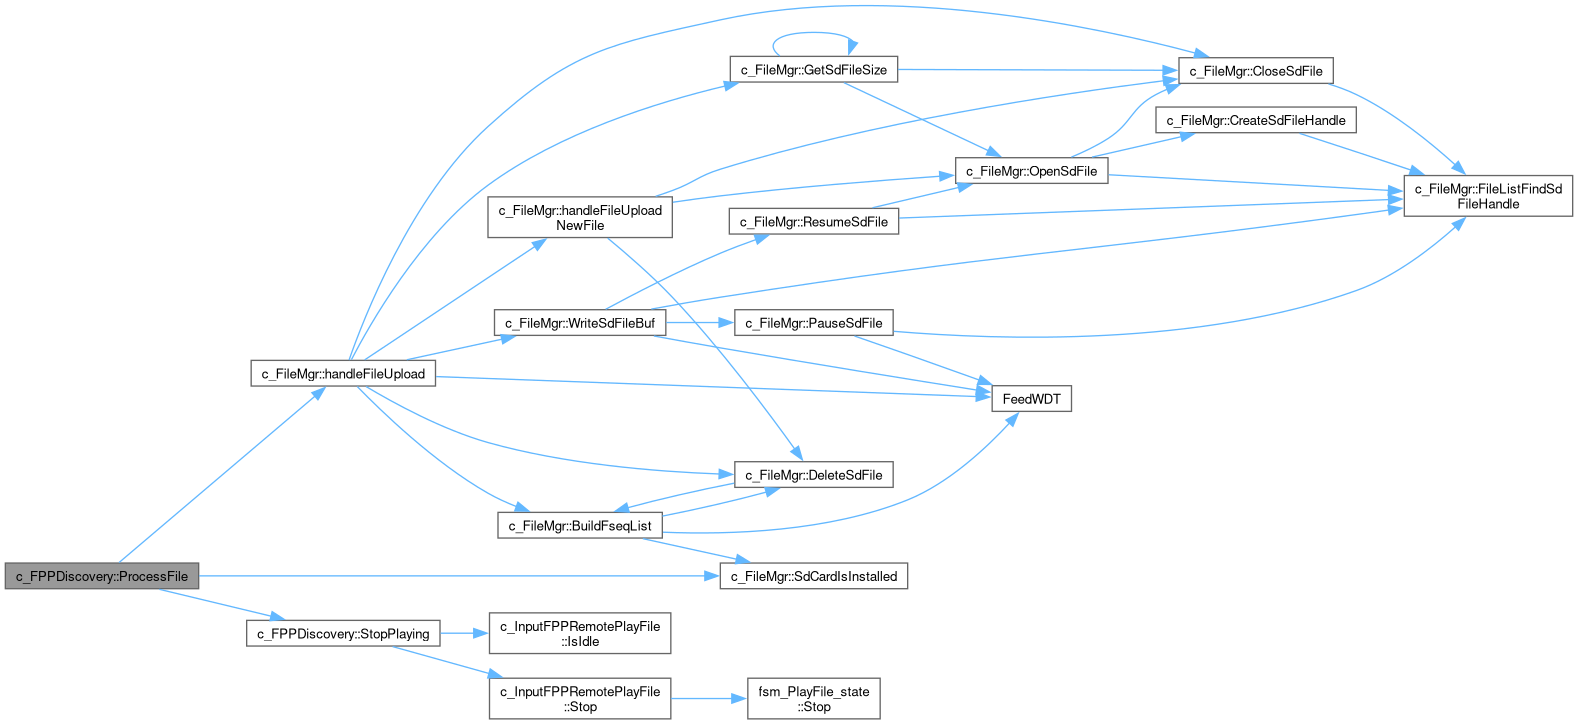 c_FileMgr::GetSdFileSize
c_FileMgr::CloseSdFile
c_FileMgr::CreateSdFileHandle
c_FileMgr::OpenSdFile
c_FileMgr::FileListFindSd
FileHandle
c_FileMgr::handleFileUpload
NewFile
c_FileMgr::ResumeSdFile
c_FileMgr::WriteSdFileBuf
c_FileMgr::PauseSdFile
c_FileMgr::handleFileUpload
FeedWDT
c_FileMgr::DeleteSdFile
c_FileMgr::BuildFseqList
c_FPPDiscovery::ProcessFile
c_FileMgr::SdCardIsInstalled
c_FPPDiscovery::StopPlaying
c_InputFPPRemotePlayFile
::IsIdle
c_InputFPPRemotePlayFile
::Stop
fsm_PlayFile_state
::Stop